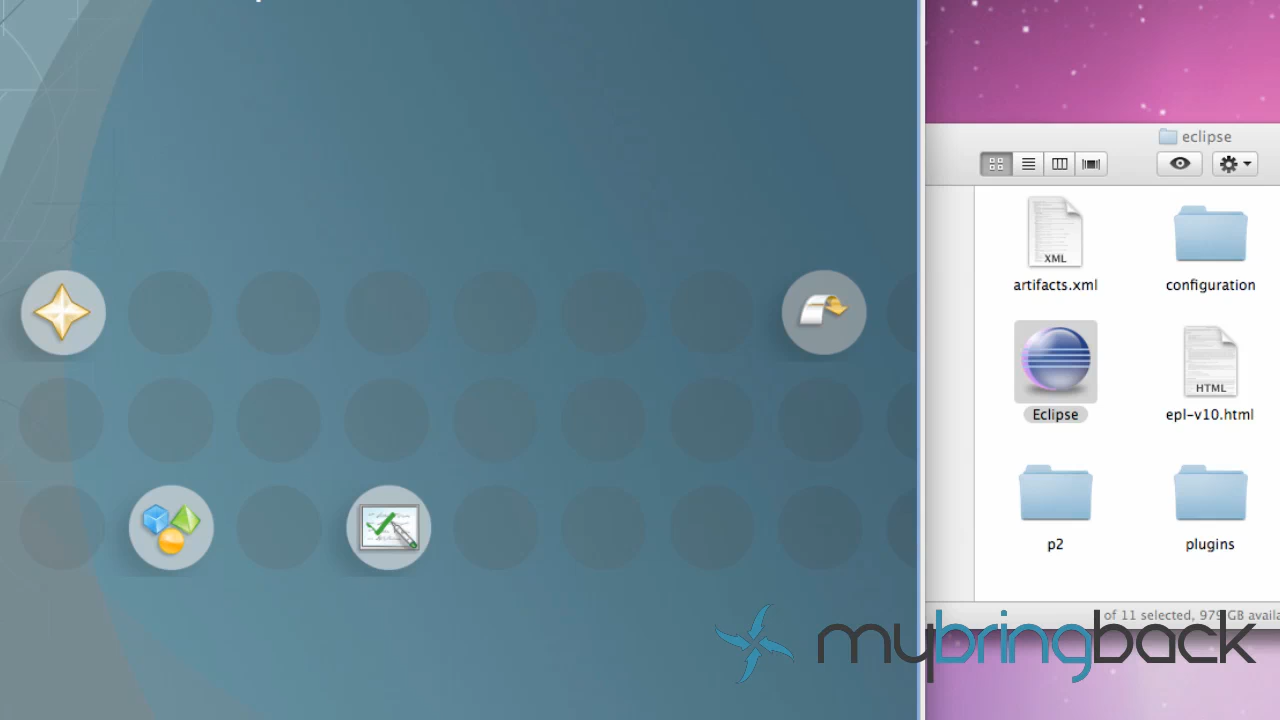 eclipse
XML
artifacts.xml
configuration
HTML
Eclipse
epl-v10.html
p2
plugins
of 11 selected, 979 GB availa
mybringback